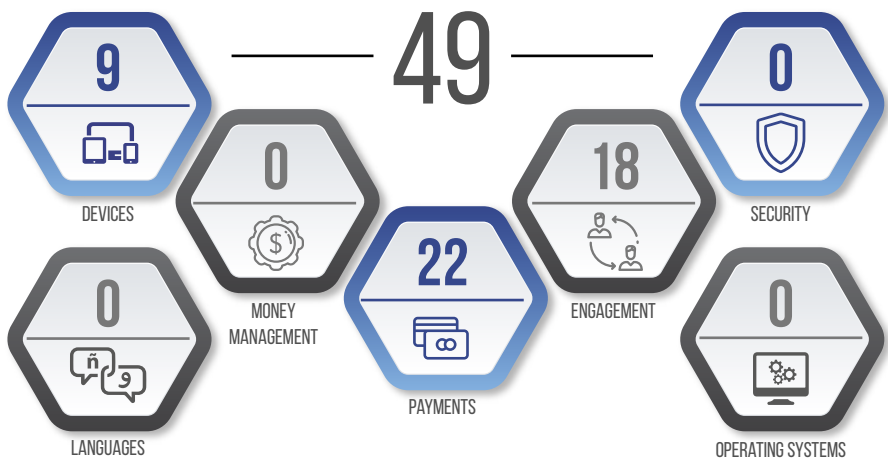 49
9
DEVICES
0
MONEY
MANAGEMENT
22
PAYMENTS
18
ENGAGEMENT
0
SECURITY
0
ñ
و
LANGUAGES
0
OPERATING SYSTEMS